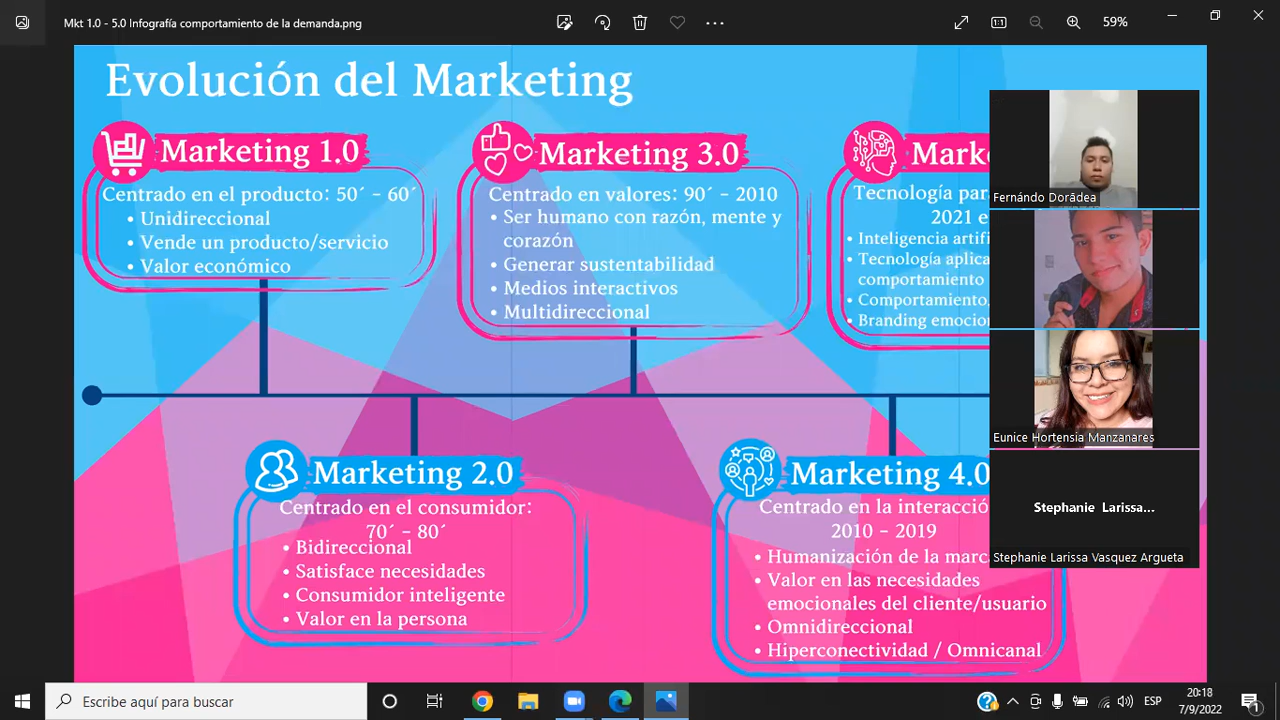 Mkt 1.0 - 5.0 Infografía comportamiento de la demanda.png
59%
Evolución del Marketing
Marketing 1.0
Centrado en el producto: 50´ - 60´
• Unidireccional
• Vende un producto/servicio
• Valor económico
Marketing 3.0
Centrado en valores: 90´ - 2010
• Ser humano con razón, mente y
corazón
• Generar sustentabilidad
• Medios interactivos
• Multidireccional
Mark
Tecnología par
2021 e
• Inteligencia artifi
• Tecnología aplica
comportamiento
• Comportamiento,
• Branding emocio
Marketing 2.0
Centrado en el consumidor:
70´ - 80´
• Bidireccional
• Satisface necesidades
• Consumidor inteligente
• Valor en la persona
Marketing 4.0
Centrado en la interacció
2010 - 2019
• Humanización de la marc
• Valor en las necesidades
emocionales del cliente/usuario
• Omnidireccional
• Hiperconectividad / Omnicanal
Fernándo Dorãdea
Eunice Hortensia Manzanares
Stephanie Larissa...
Stephanie Larissa Vasquez Argueta
Escribe aquí para buscar
ESP
20:18
7/9/2022
1